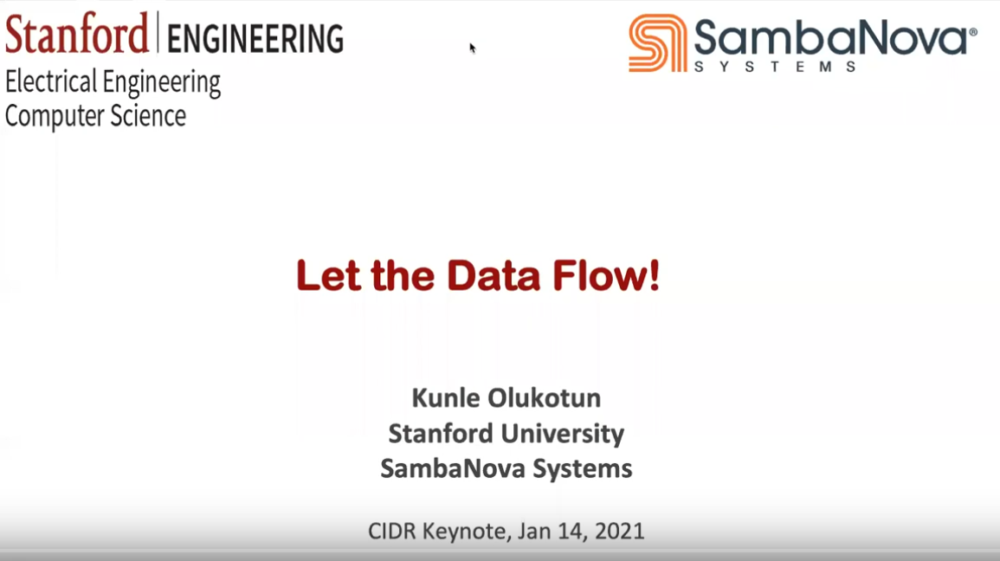 Stanford ENGINEERING
Electrical Engineering
Computer Science
SambaNova®
SYSTEMS
Let the Data Flow!
Kunle Olukotun
Stanford University
SambaNova Systems
CIDR Keynote, Jan 14, 2021